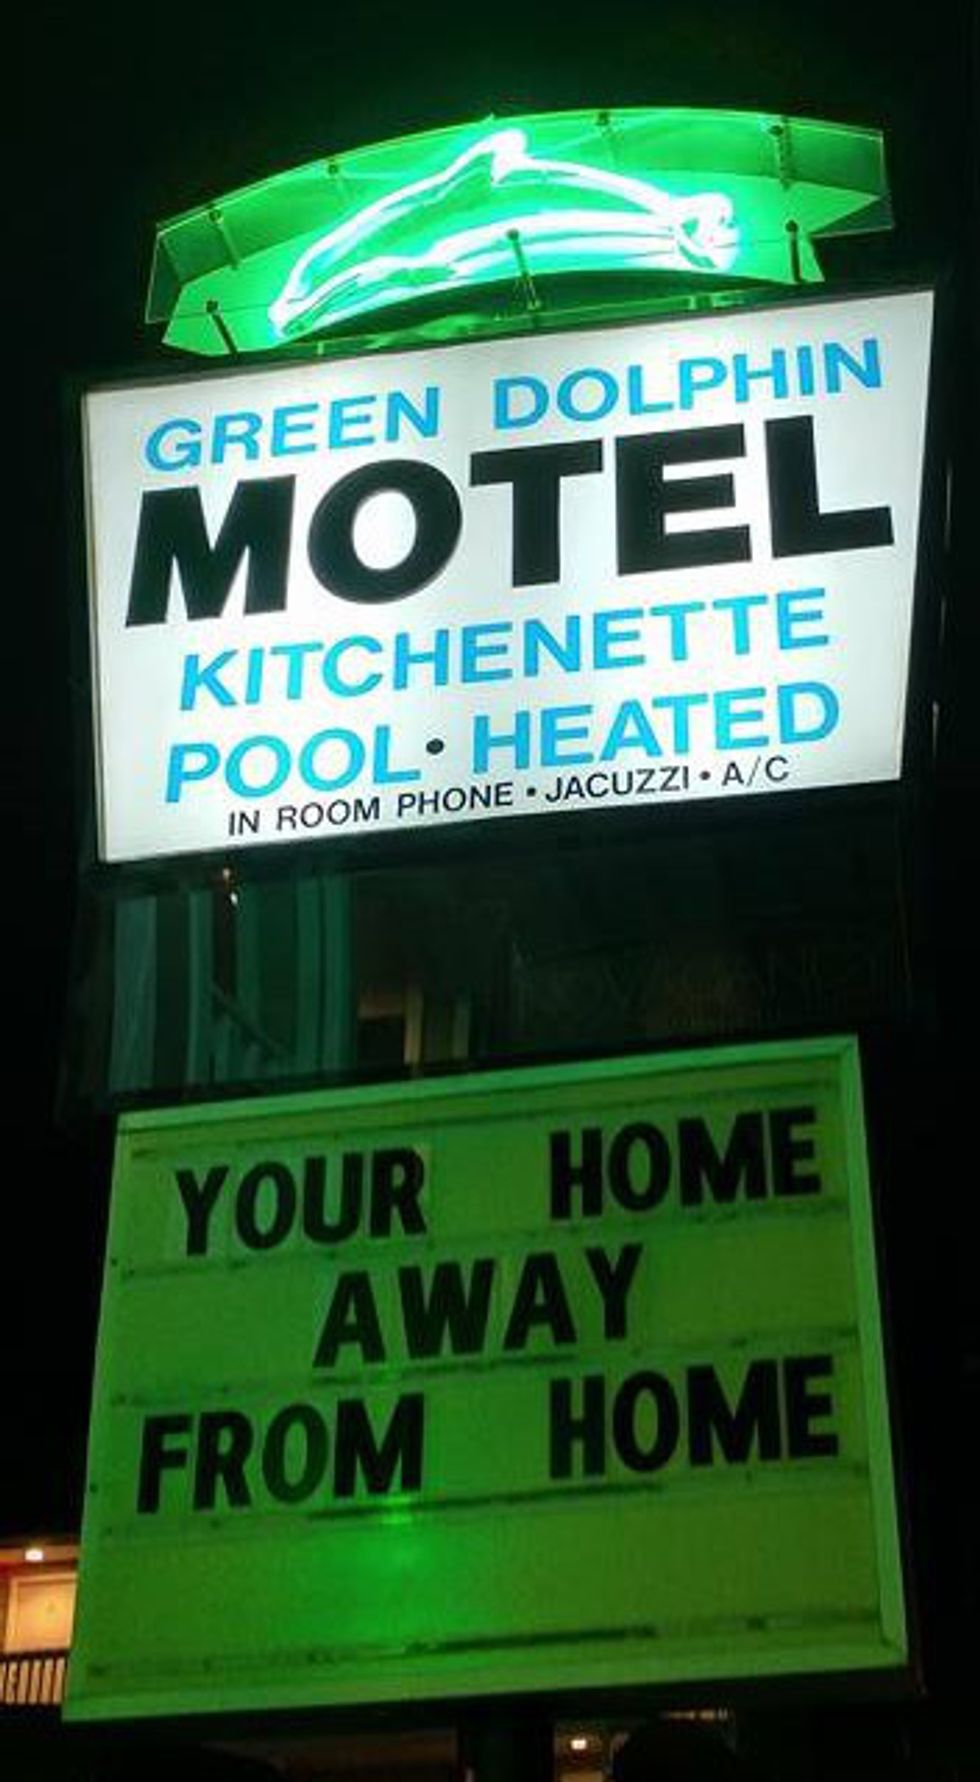 GREEN DOLPHIN
MOTEL
KITCHENETTE
POOL • HEATED
IN ROOM PHONE • JACUZZI • A/C
YOUR HOME
AWAY
FROM HOME